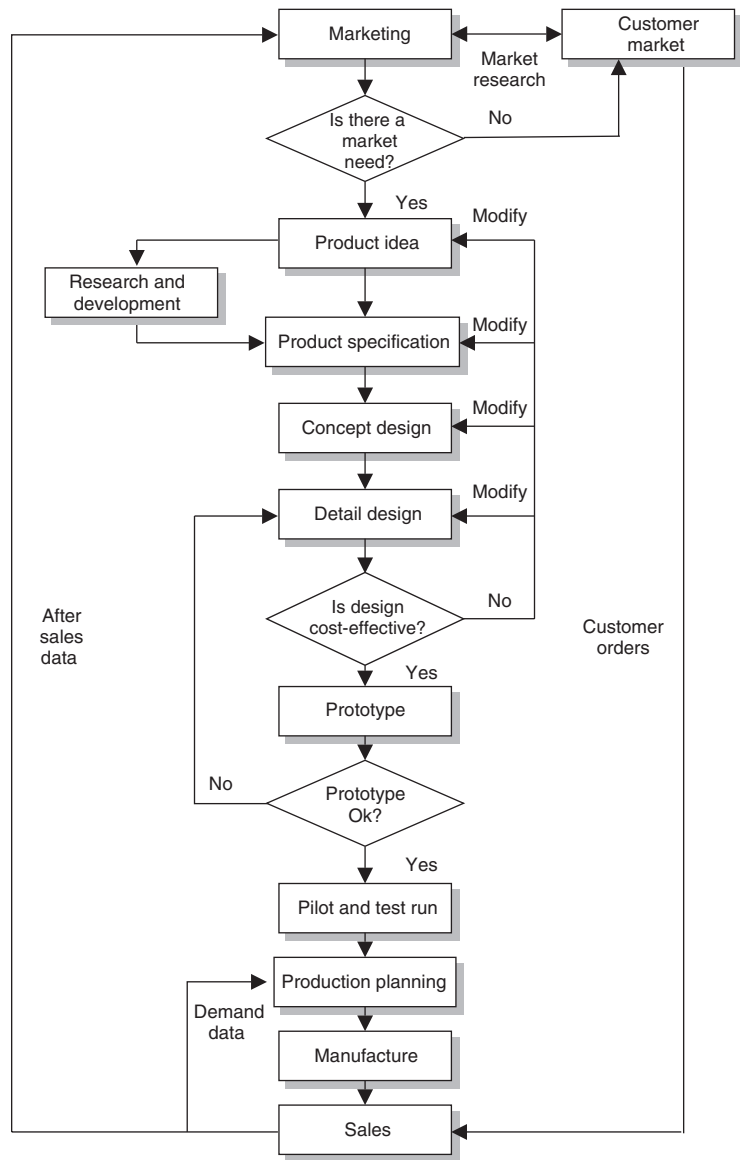 Marketing
Customer
market
Market
research
Is there a
market
need?
No
Yes
Modify
Product idea
Research and
development
Modify
Product specification
Modify
Concept design
Modify
Detail design
Is design
cost-effective?
No
After
sales
data
Customer
orders
Yes
Prototype
No
Prototype
Ok?
Yes
Pilot and test run
Production planning
Demand
data
Manufacture
Sales